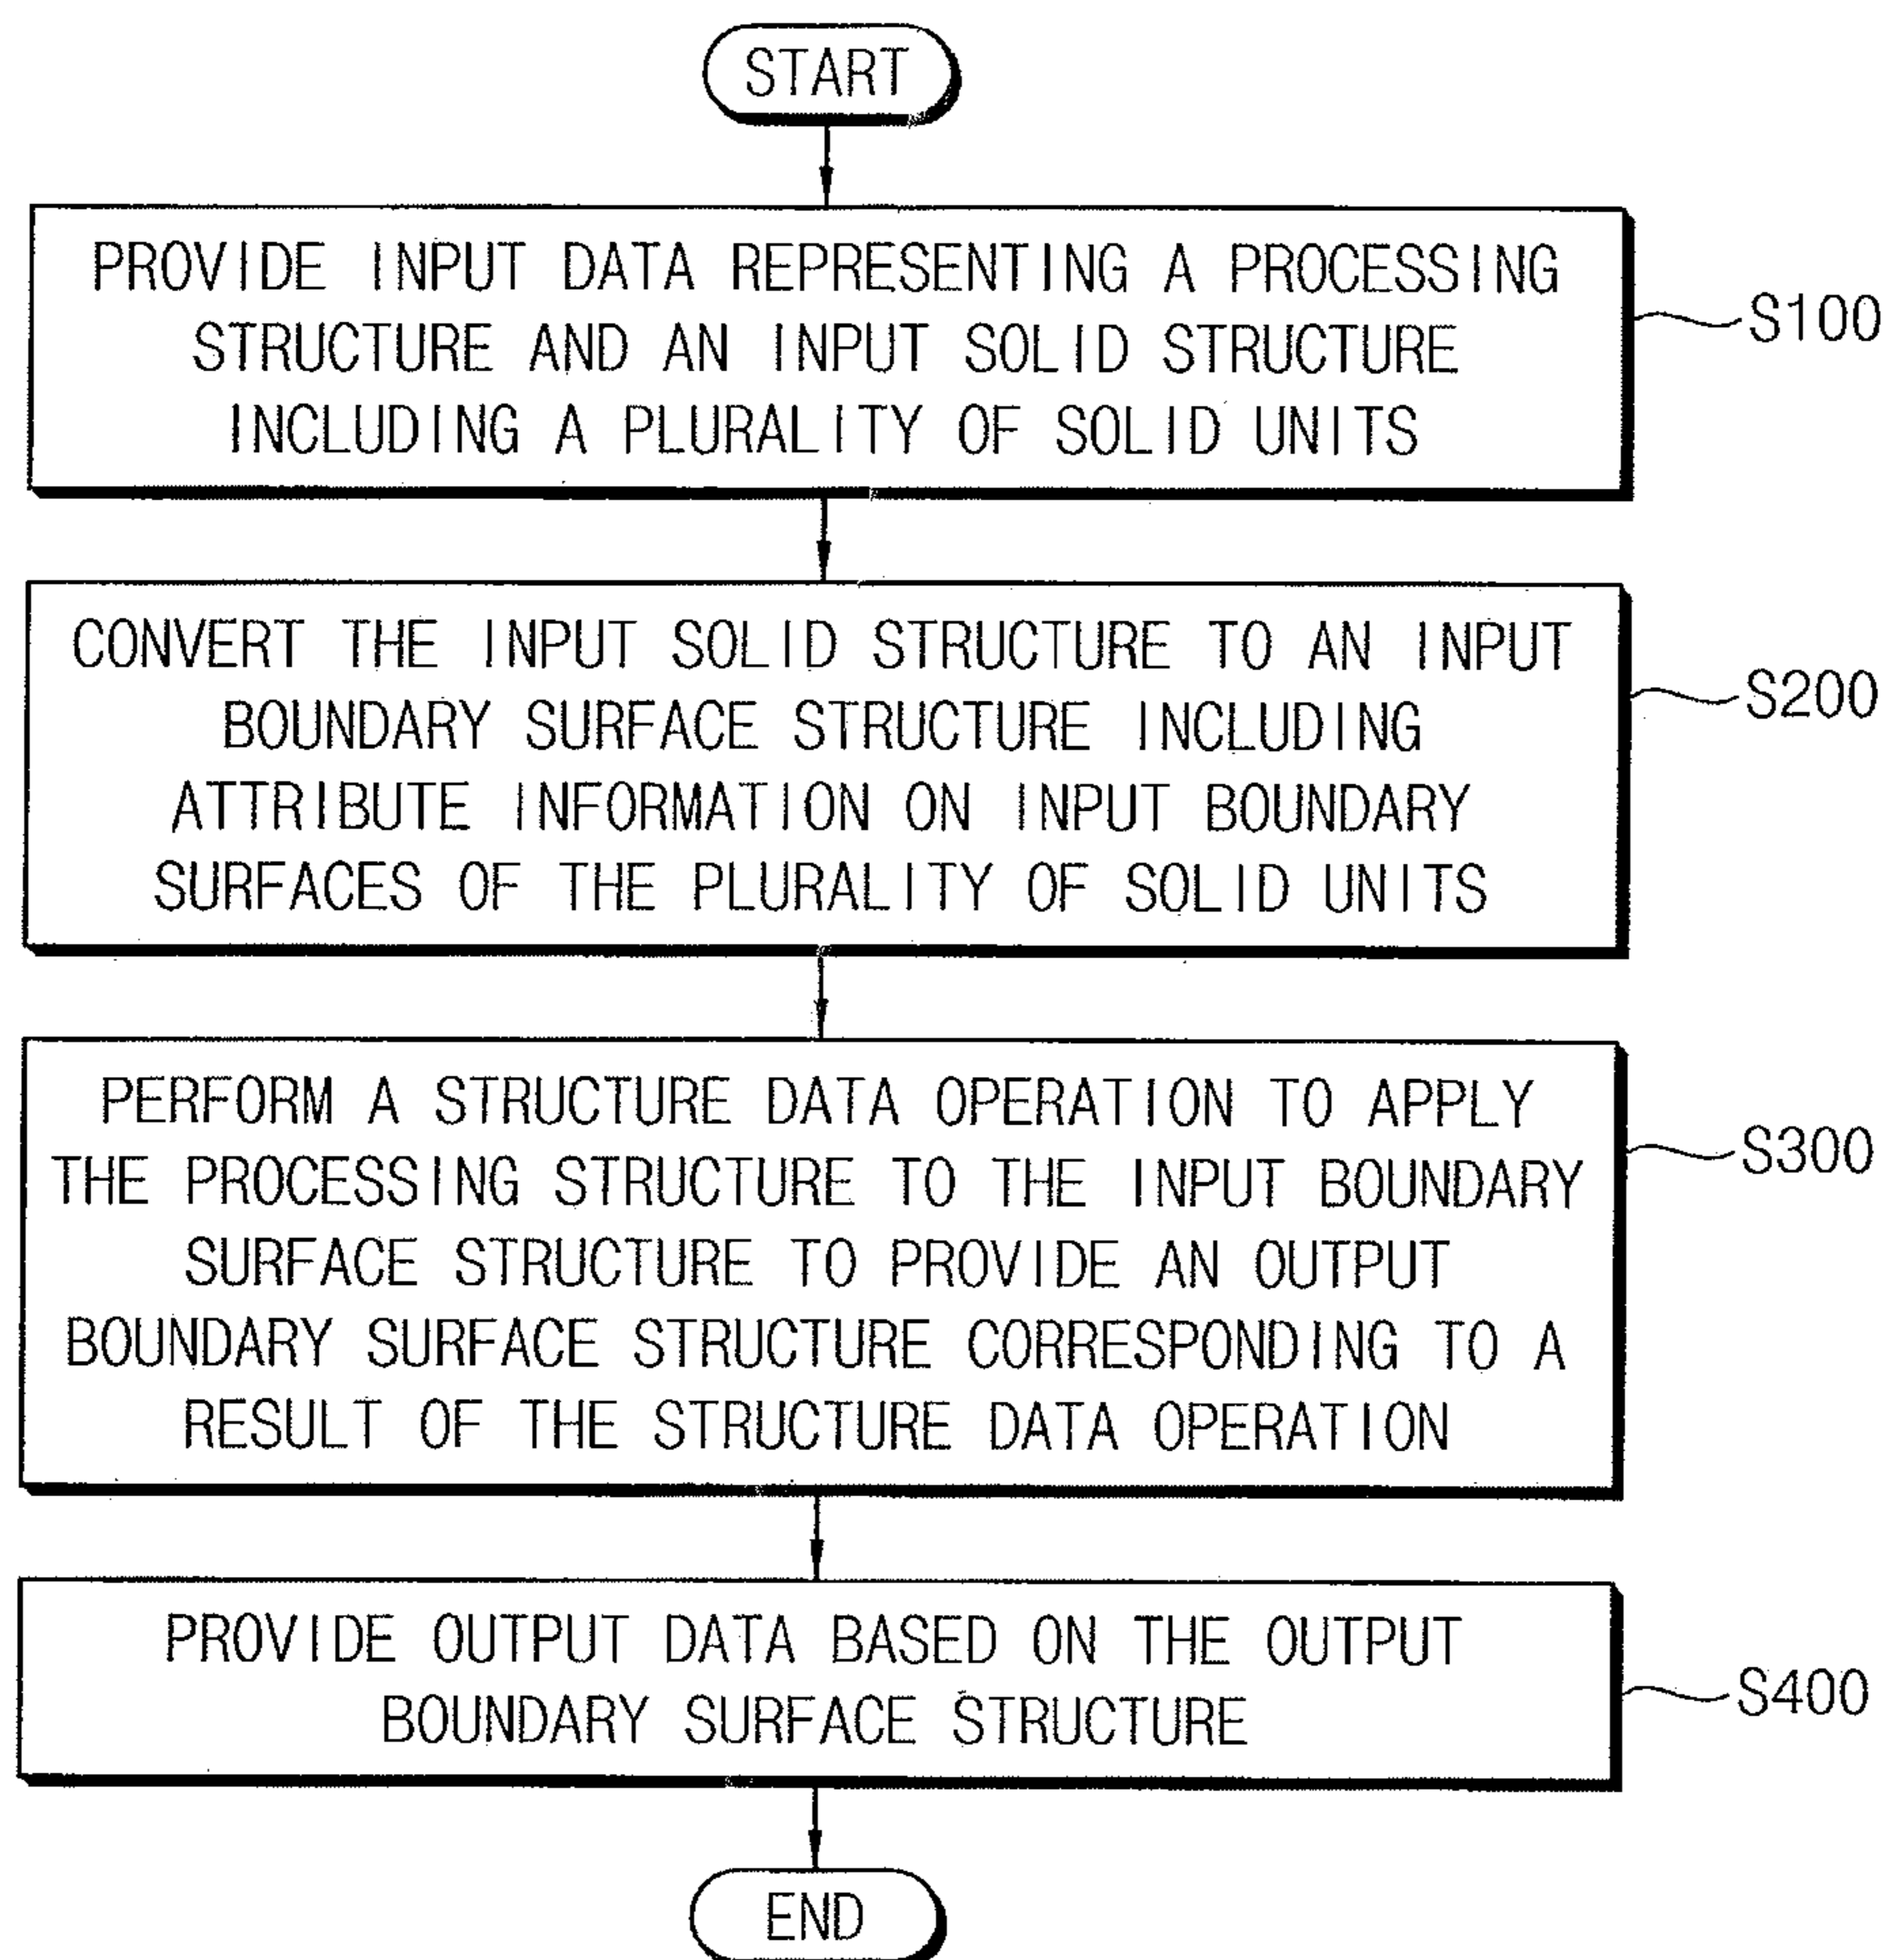 START
PROVIDE INPUT DATA REPRESENTING A PROCESSING
STRUCTURE AND AN INPUT SOLID STRUCTURE
INCLUDING A PLURALITY OF SOLID UNITS
S100
CONVERT THE INPUT SOLID STRUCTURE TO AN INPUT
BOUNDARY SURFACE STRUCTURE INCLUDING
ATTRIBUTE INFORMATION ON INPUT BOUNDARY
SURFACES OF THE PLURALITY OF SOLID UNITS
S200
PERFORM A STRUCTURE DATA OPERATION TO APPLY
THE PROCESSING STRUCTURE TO THE INPUT BOUNDARY
SURFACE STRUCTURE TO PROVIDE AN OUTPUT
BOUNDARY SURFACE STRUCTURE CORRESPONDING TO A
RESULT OF THE STRUCTURE DATA OPERATION
S300
PROVIDE OUTPUT DATA BASED ON THE OUTPUT
BOUNDARY SURFACE STRUCTURE
S400
END